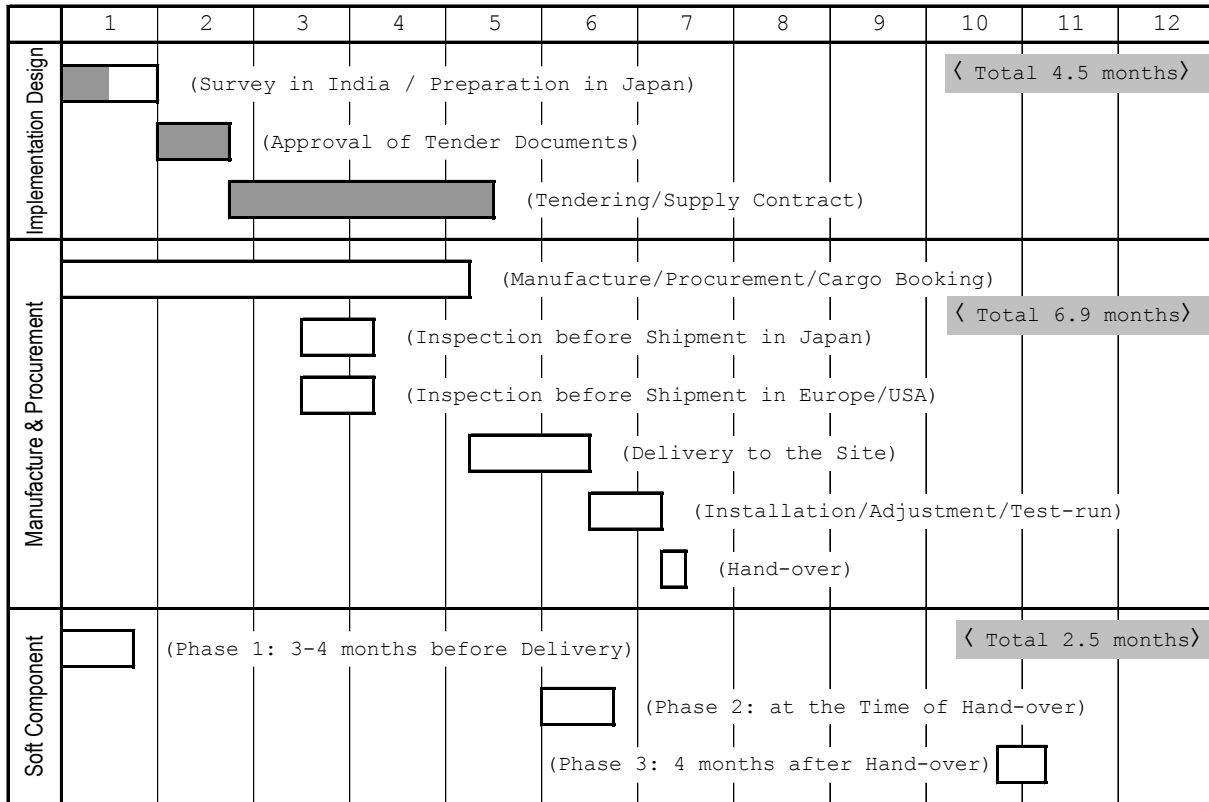 1 2 3 4 5 6 7 8 9 10 11 12
Implementation Design
(Survey in India / Preparation in Japan)
〈 Total 4.5 months〉
(Approval of Tender Documents)
(Tendering/Supply Contract)
Manufacture & Procurement
(Manufacture/Procurement/Cargo Booking)
〈 Total 6.9 months〉
(Inspection before Shipment in Japan)
(Inspection before Shipment in Europe/USA)
(Delivery to the Site)
(Installation/Adjustment/Test-run)
(Hand-over)
Soft Component
(Phase 1: 3-4 months before Delivery)
〈 Total 2.5 months〉
(Phase 2: at the Time of Hand-over)
(Phase 3: 4 months after Hand-over)